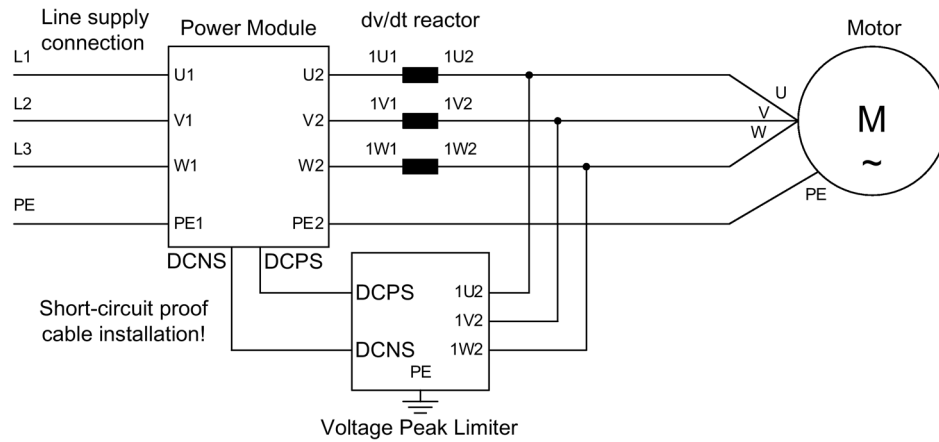 Line supply
connection
Power Module
dv/dt reactor
Motor
L1
U1
U2
1U1
1U2
U
L2
V1
V2
1V1
1V2
V
M
~
L3
W1
W2
1W1
1W2
W
PE
PE1
PE2
PE
DCNS
DCPS
Short-circuit proof
cable installation!
DCPS
1U2
1V2
DCNS
1W2
PE
Voltage Peak Limiter